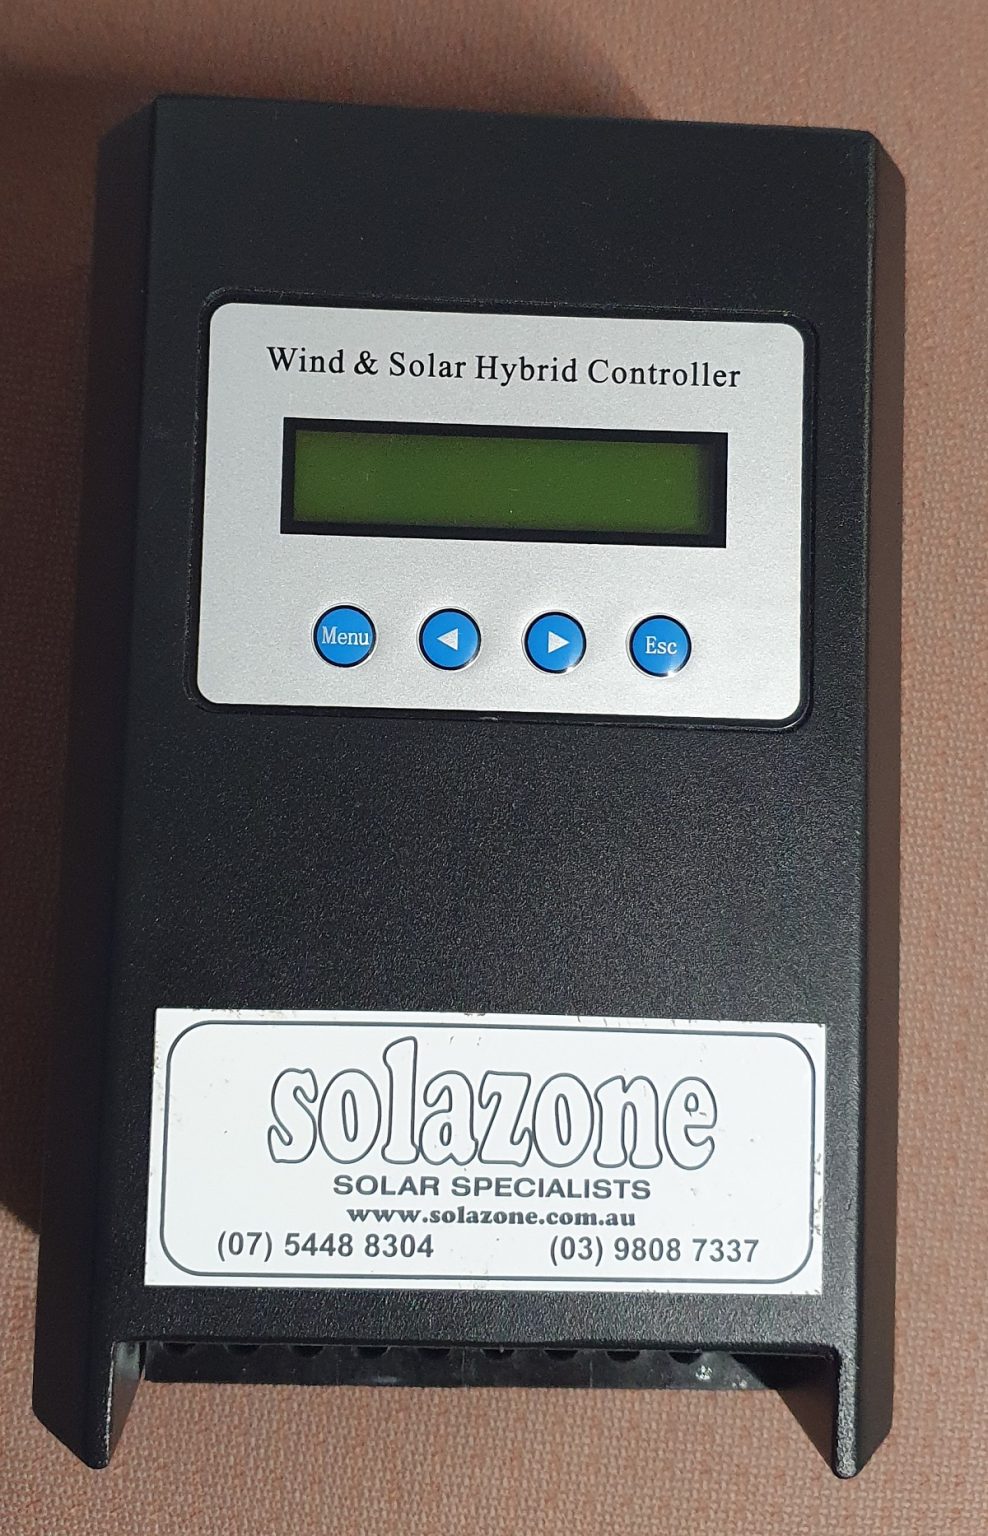 Wind & Solar Hybrid Controller
Menu ◀ ▶ Esc
solazone
SOLAR SPECIALISTS
www.solazone.com.au
(07) 5448 8304 (03) 9808 7337